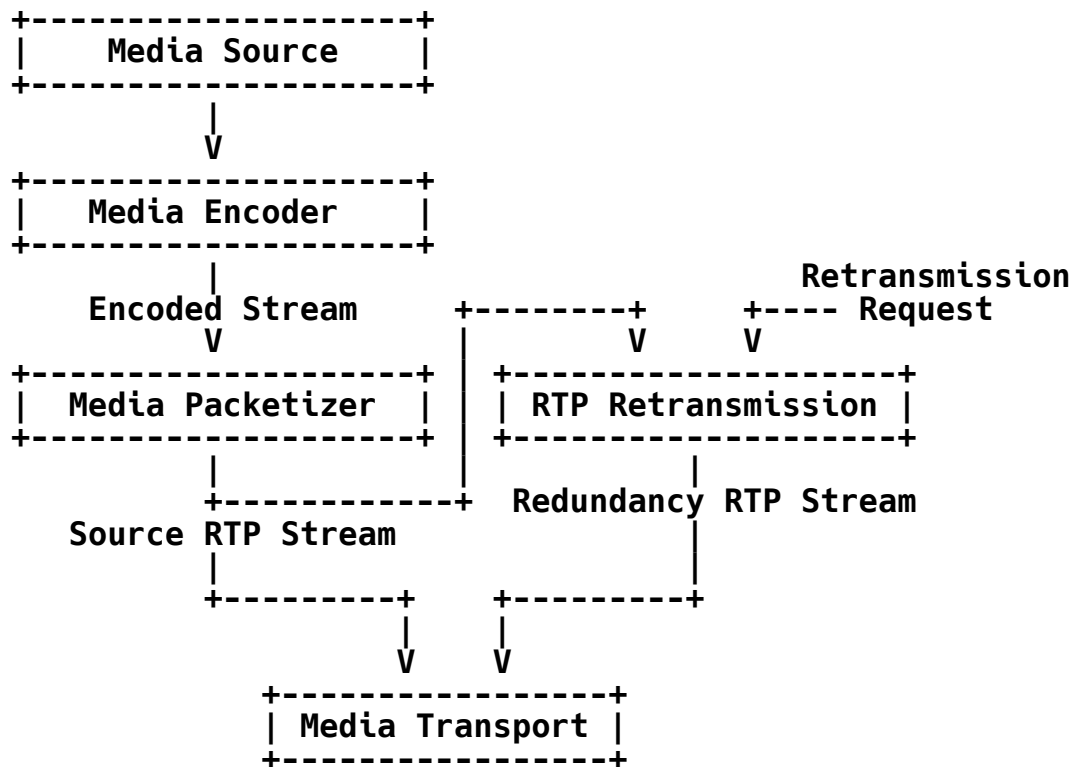 +--------------------+
|    Media Source    |
+--------------------+
          |
          V
+--------------------+
|   Media Encoder    |
+--------------------+
          |                              Retransmission
    Encoded Stream     +--------+     +---- Request
          V            |        V     V
+--------------------+ | +--------------------+
|  Media Packetizer  | | | RTP Retransmission |
+--------------------+ | +--------------------+
          |            |           |
          +------------+  Redundancy RTP Stream
   Source RTP Stream               |
          |                        |
          +---------+    +---------+
                    |    |
                    V    V
             +-----------------+
             | Media Transport |
             +-----------------+